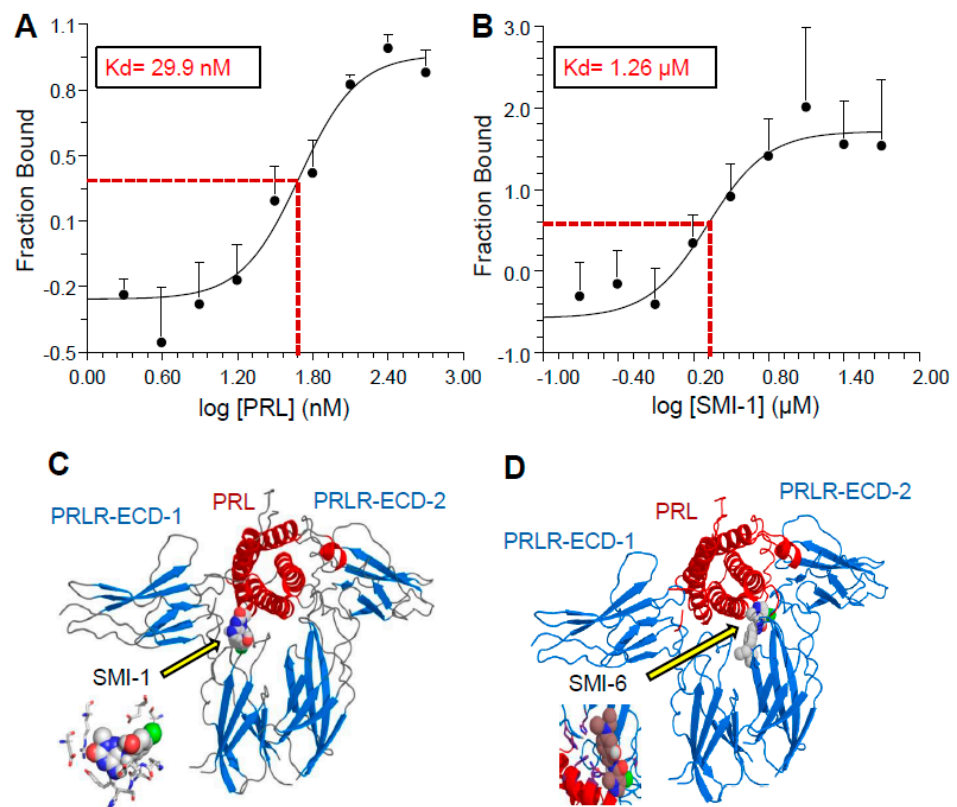 A
Kd= 29.9 nM
Fraction Bound
1.1
0.8
0.5
0.1
-0.2
-0.5
0.00 0.60 1.20 1.80 2.40 3.00
log [PRL] (nM)
B
Kd= 1.26 µM
Fraction Bound
3.0
2.0
1.0
0.0
-1.0
-1.00 -0.40 0.20 0.80 1.40 2.00
log [SMI-1] (µM)
C
PRLR-ECD-1
PRL
PRLR-ECD-2
SMI-1
D
PRLR-ECD-1
PRL
PRLR-ECD-2
SMI-6